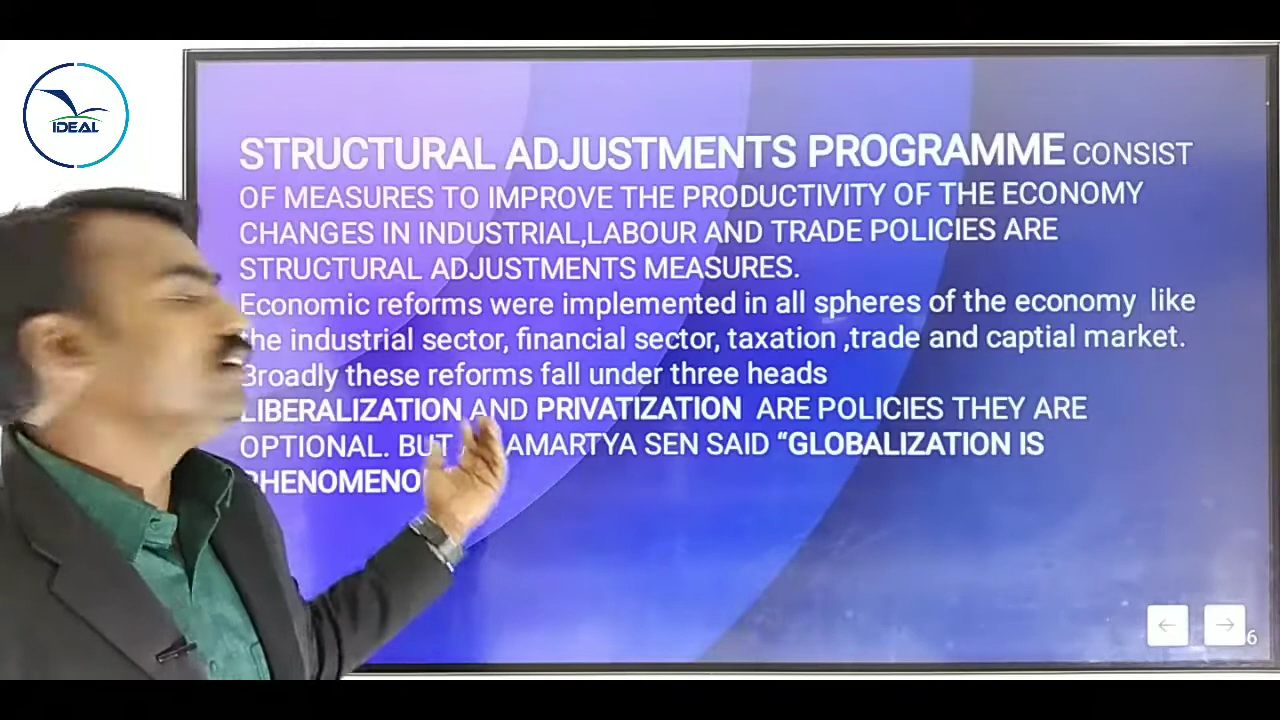 IDEAL
STRUCTURAL ADJUSTMENTS PROGRAMME CONSIST
OF MEASURES TO IMPROVE THE PRODUCTIVITY OF THE ECONOMY
CHANGES IN INDUSTRIAL,LABOUR AND TRADE POLICIES ARE
STRUCTURAL ADJUSTMENTS MEASURES.
Economic reforms were implemented in all spheres of the economy like
the industrial sector, financial sector, taxation ,trade and captial market.
Broadly these reforms fall under three heads
LIBERALIZATION AND PRIVATIZATION ARE POLICIES THEY ARE
OPTIONAL. BUT AMARTYA SEN SAID “GLOBALIZATION IS
PHENOMENO
6